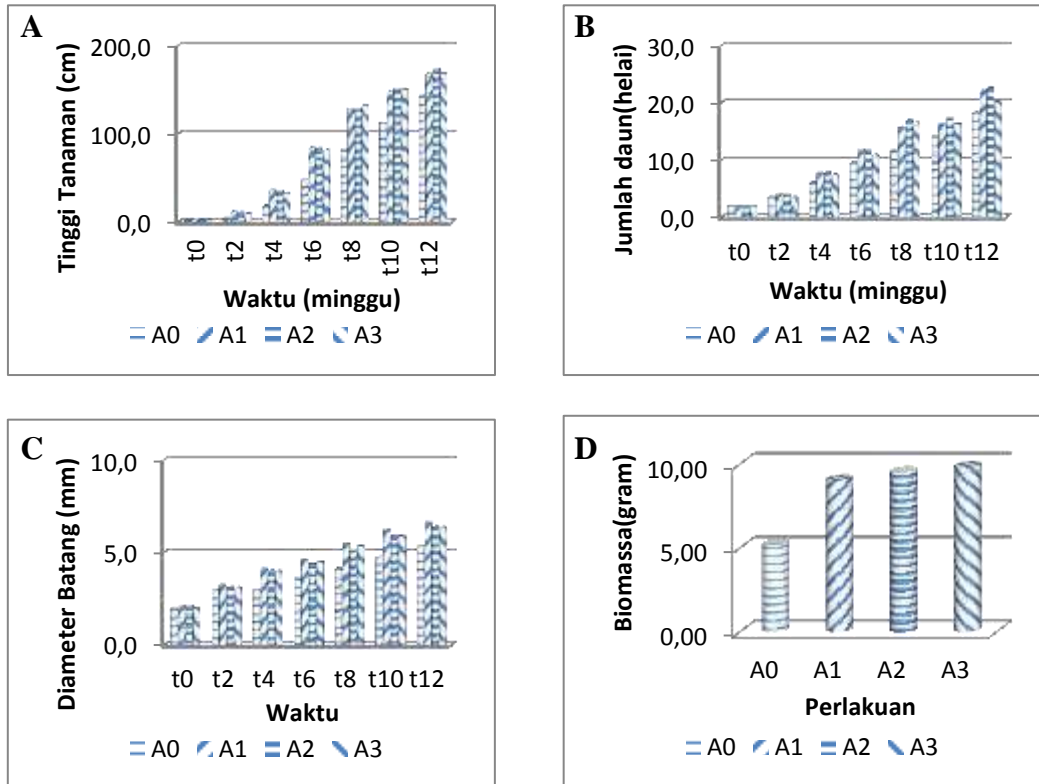 A
Tinggi Tanaman (cm)
200,0
100,0
0,0
t0 t2 t4 t6 t8 t10 t12
Waktu (minggu)
A0 A1 A2 A3
B
Jumlah daun(helai)
30,0
20,0
10,0
0,0
t0 t2 t4 t6 t8 t10 t12
Waktu (minggu)
A0 A1 A2 A3
C
Diameter Batang (mm)
10,0
5,0
0,0
t0 t2 t4 t6 t8 t10 t12
Waktu
A0 A1 A2 A3
D
Biomassa(gram)
10,00
5,00
0,00
A0 A1 A2 A3
Perlakuan
A0 A1 A2 A3